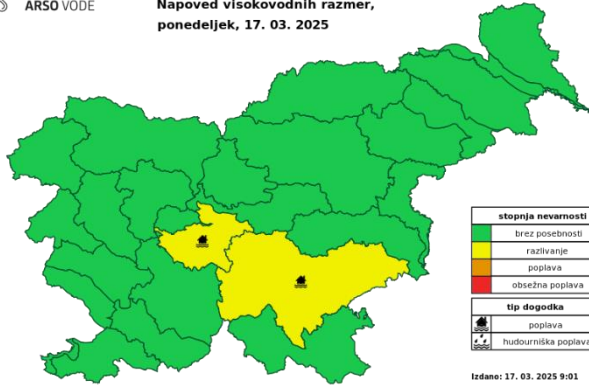 ARSO VODE
Napoved visokovodnih razmer,
ponedeljek, 17. 03. 2025
stopnja nevarnosti
brez posebnosti
razlivanje
poplava
obsežna poplava
tip dogodka
poplava
hudourniška poplava
Izdano: 17. 03. 2025 9:01